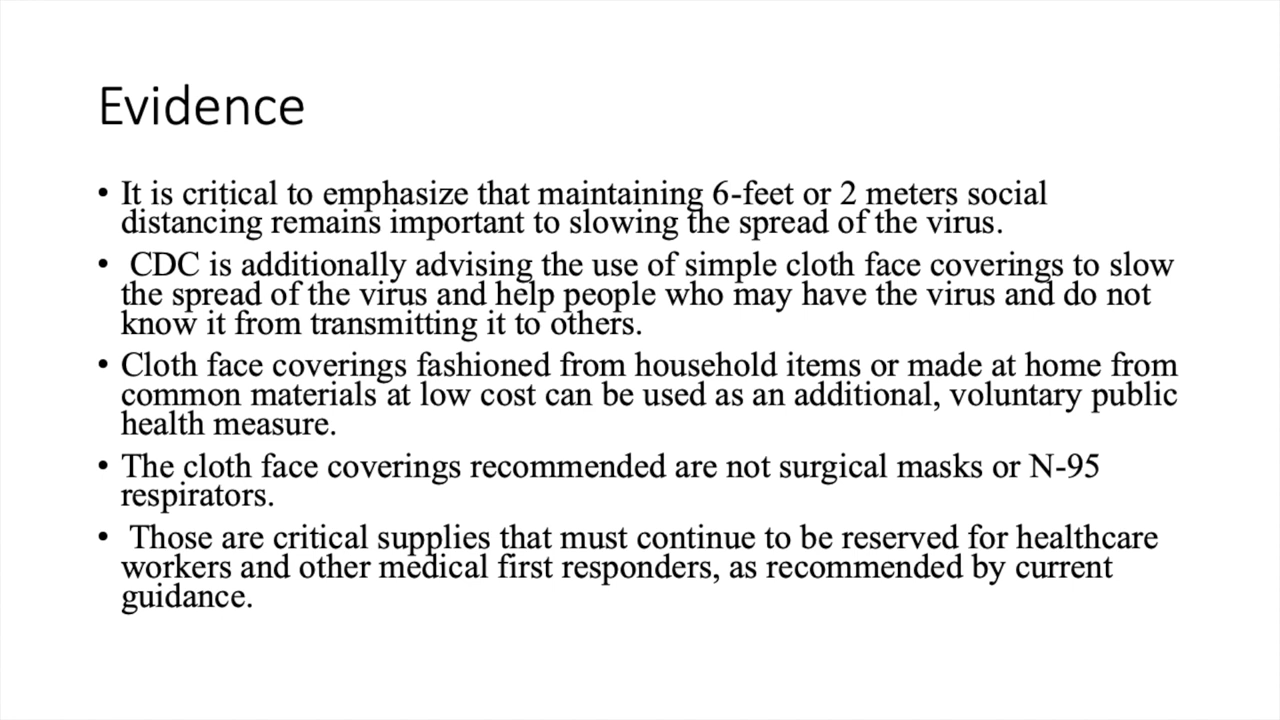 Evidence
• It is critical to emphasize that maintaining 6-feet or 2 meters social
distancing remains important to slowing the spread of the virus.
• CDC is additionally advising the use of simple cloth face coverings to slow
the spread of the virus and help people who may have the virus and do not
know it from transmitting it to others.
• Cloth face coverings fashioned from household items or made at home from
common materials at low cost can be used as an additional, voluntary public
health measure.
• The cloth face coverings recommended are not surgical masks or N-95
respirators.
• Those are critical supplies that must continue to be reserved for healthcare
workers and other medical first responders, as recommended by current
guidance.